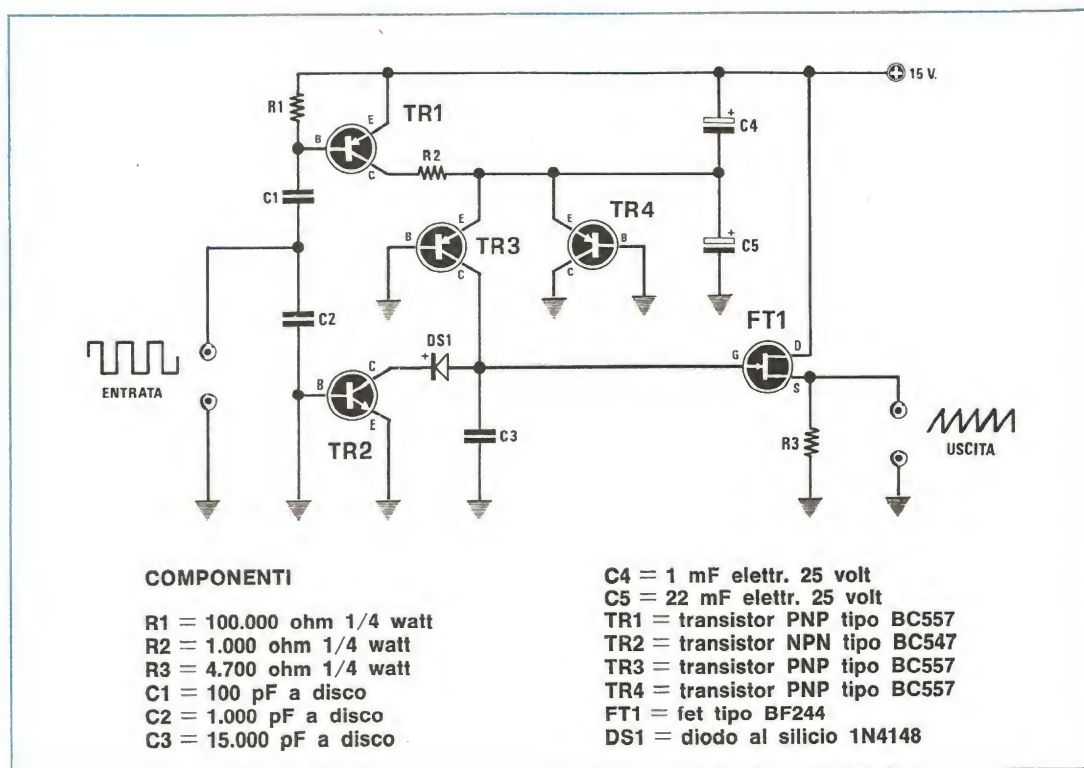 15 V.
R1
E
TR1
B
C
R2
C4
+
C1
E
TR3
B
C
E
TR4
B
C
C5
+
C2
ENTRATA
DS1
+
C
B
E
TR2
C3
FT1
G
D
S
R3
USCITA
COMPONENTI
R1 = 100.000 ohm 1/4 watt
R2 = 1.000 ohm 1/4 watt
R3 = 4.700 ohm 1/4 watt
C1 = 100 pF a disco
C2 = 1.000 pF a disco
C3 = 15.000 pF a disco
C4 = 1 mF elettr. 25 volt
C5 = 22 mF elettr. 25 volt
TR1 = transistor PNP tipo BC557
TR2 = transistor NPN tipo BC547
TR3 = transistor PNP tipo BC557
TR4 = transistor PNP tipo BC557
FT1 = fet tipo BF244
DS1 = diodo al silicio 1N4148